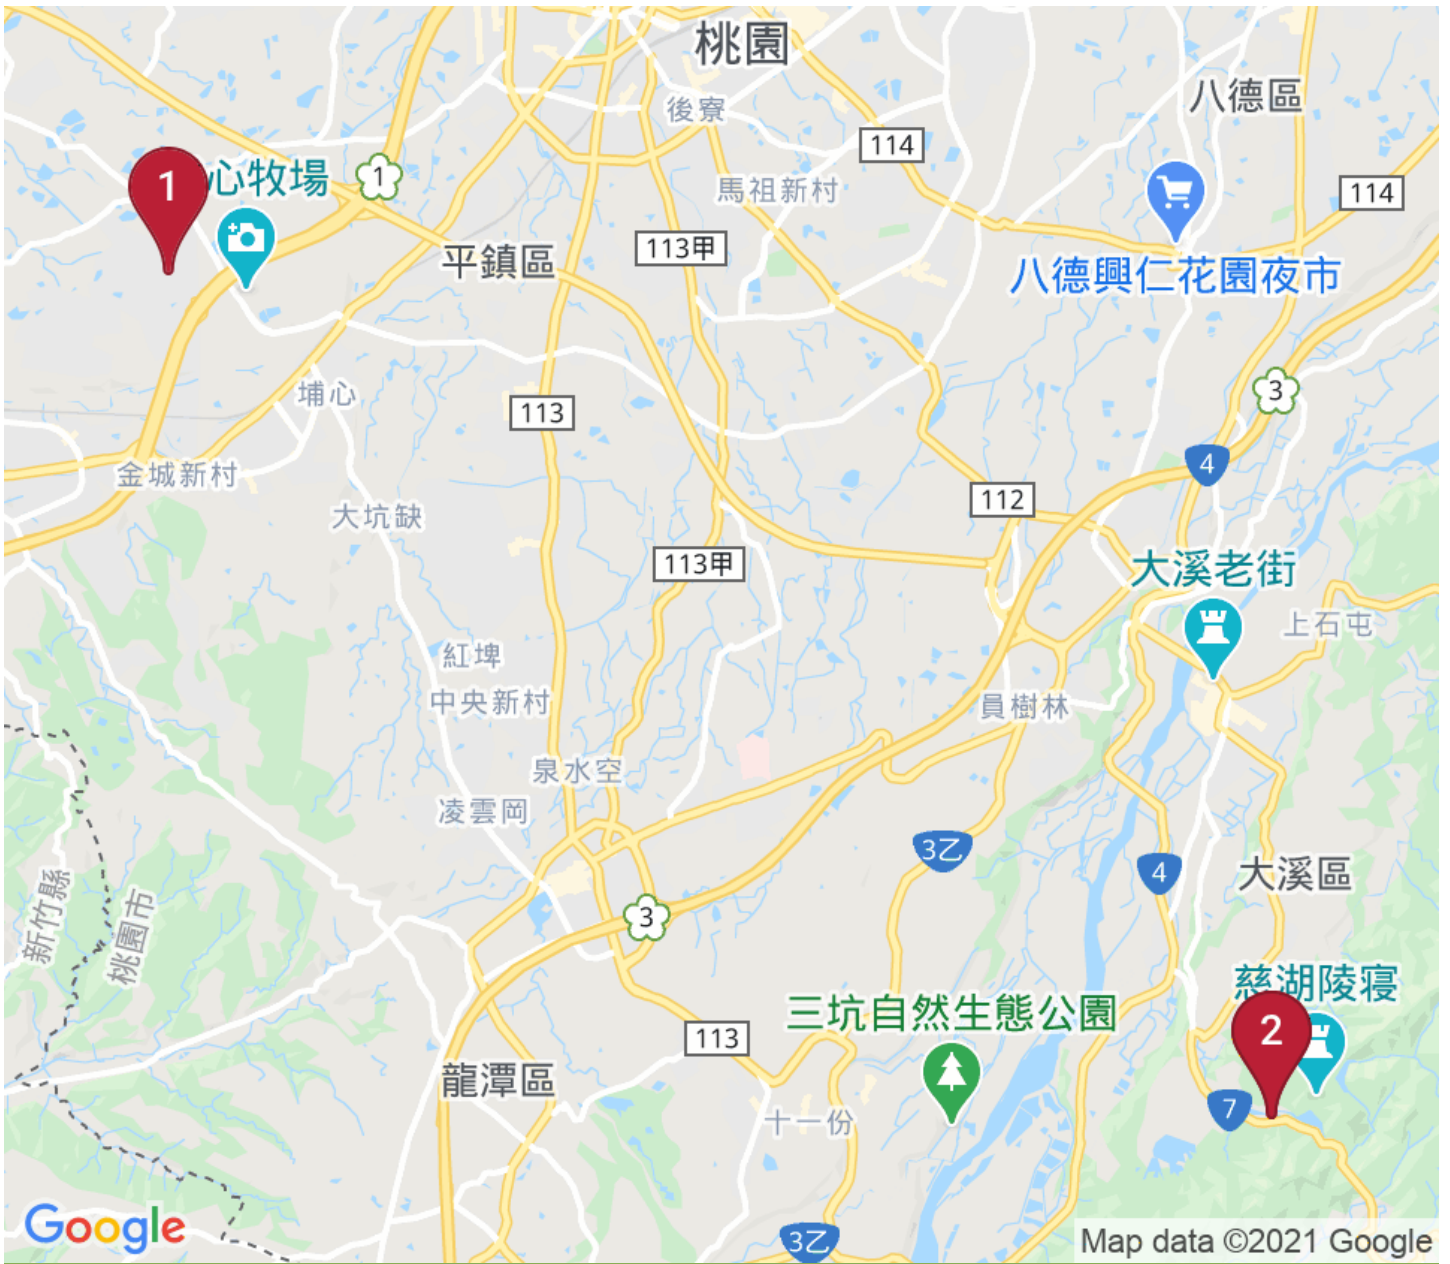 桃園
八德區
後寮
114
1
心牧場
1
馬祖新村
114
113甲
平鎮區
八德興仁花園夜市
埔心
113
3
金城新村
4
大坑缺
112
113甲
大溪老街
上石屯
紅埤
中央新村
員樹林
泉水空
凌雲岡
3乙
4
大溪區
新竹縣
桃園市
3
慈湖陵寝
三坑自然生態公園
2
113
龍潭區
十一份
7
Google
3乙
Map data ©2021 Google